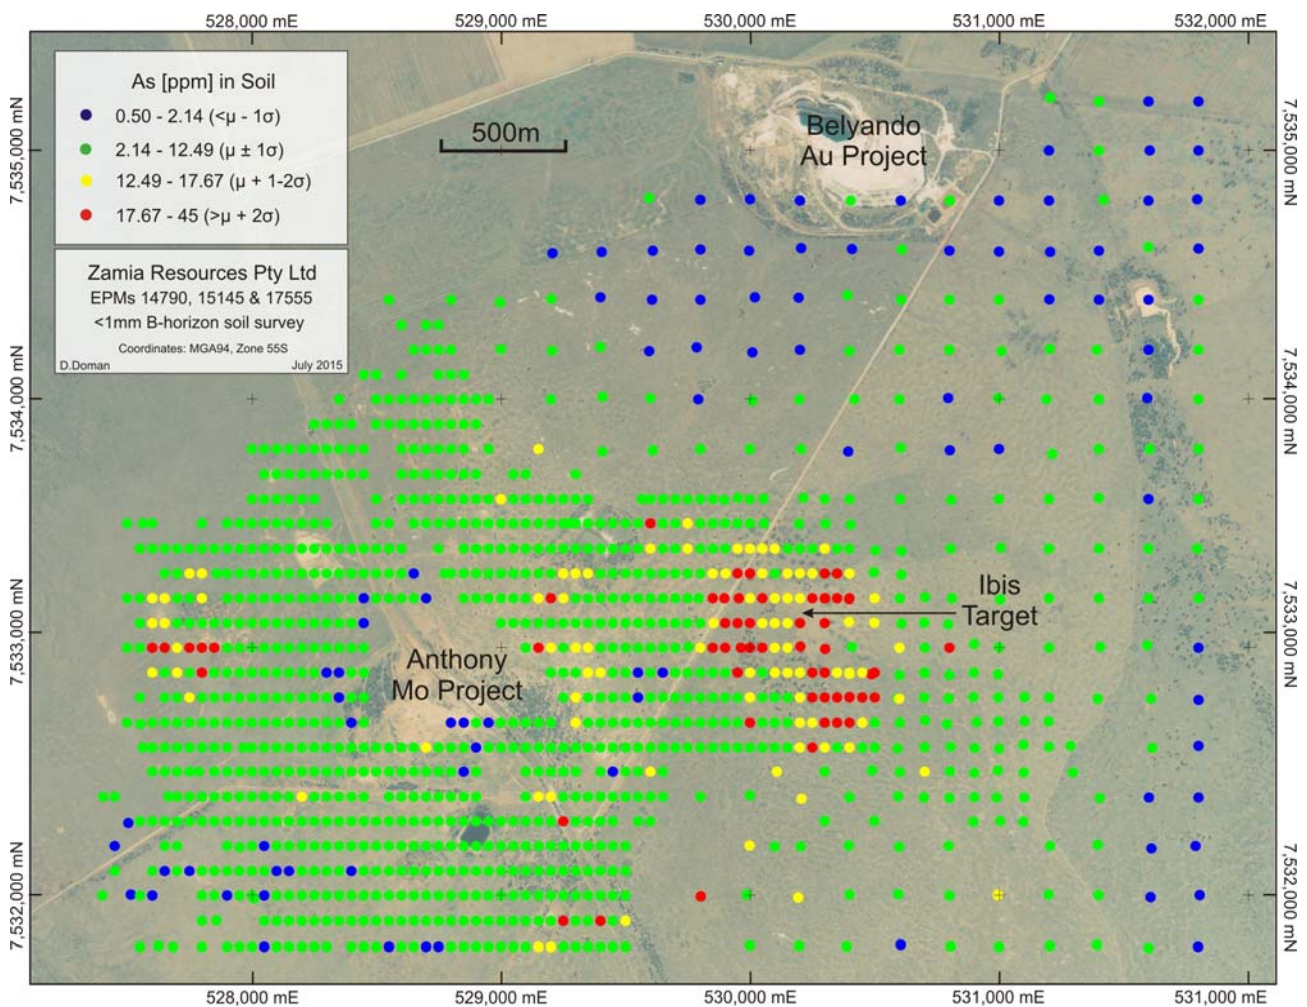 528,000 mE 529,000 mE 530,000 mE 531,000 mE 532,000 mE
As [ppm] in Soil
0.50 - 2.14 (<μ - 1σ)
2.14 - 12.49 (μ ± 1σ)
12.49 - 17.67 (μ + 1-2σ)
17.67 - 45 (>μ + 2σ)
Zamia Resources Pty Ltd
EPMs 14790, 15145 & 17555
<1mm B-horizon soil survey
Coordinates: MGA94, Zone 55S
D.Doman July 2015
500m
Belyando
Au Project
Ibis
Target
Anthony
Mo Project
7,535,000 mN
7,534,000 mN
7,533,000 mN
7,532,000 mN
7,535,000 mN
7,534,000 mN
7,533,000 mN
7,532,000 mN
528,000 mE 529,000 mE 530,000 mE 531,000 mE 532,000 mE